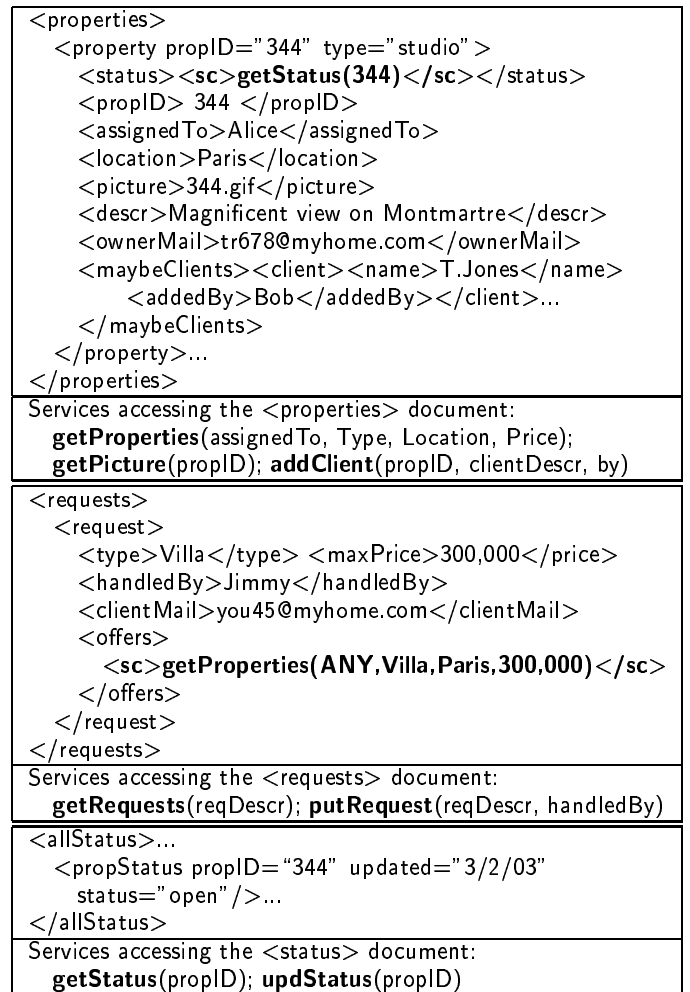 <properties>
<property propID="344" type="studio">
<status><sc>getStatus(344)</sc></status>
<propID> 344 </propID>
<assignedTo>Alice</assignedTo>
<location>Paris</location>
<picture>344.gif</picture>
<descr>Magnificent view on Montmartre</descr>
<ownerMail>tr678@myhome.com</ownerMail>
<maybeClients><client><name>T.Jones</name>
<addedBy>Bob</addedBy></client>...
</maybeClients>
</property>...
</properties>
Services accessing the <properties> document:
getProperties(assignedTo, Type, Location, Price);
getPicture(propID); addClient(propID, clientDescr, by)
<requests>
<request>
<type>Villa</type> <maxPrice>300,000</price>
<handledBy>Jimmy</handledBy>
<clientMail>you45@myhome.com</clientMail>
<offers>
<sc>getProperties(ANY,Villa,Paris,300,000)</sc>
</offers>
</request>
</requests>
Services accessing the <requests> document:
getRequests(reqDescr); putRequest(reqDescr, handledBy)
<allStatus>...
<propStatus propID=“344" updated="3/2/03"
status="open"/>...
</allStatus>
Services accessing the <status> document:
getStatus(propID); updStatus(propID)